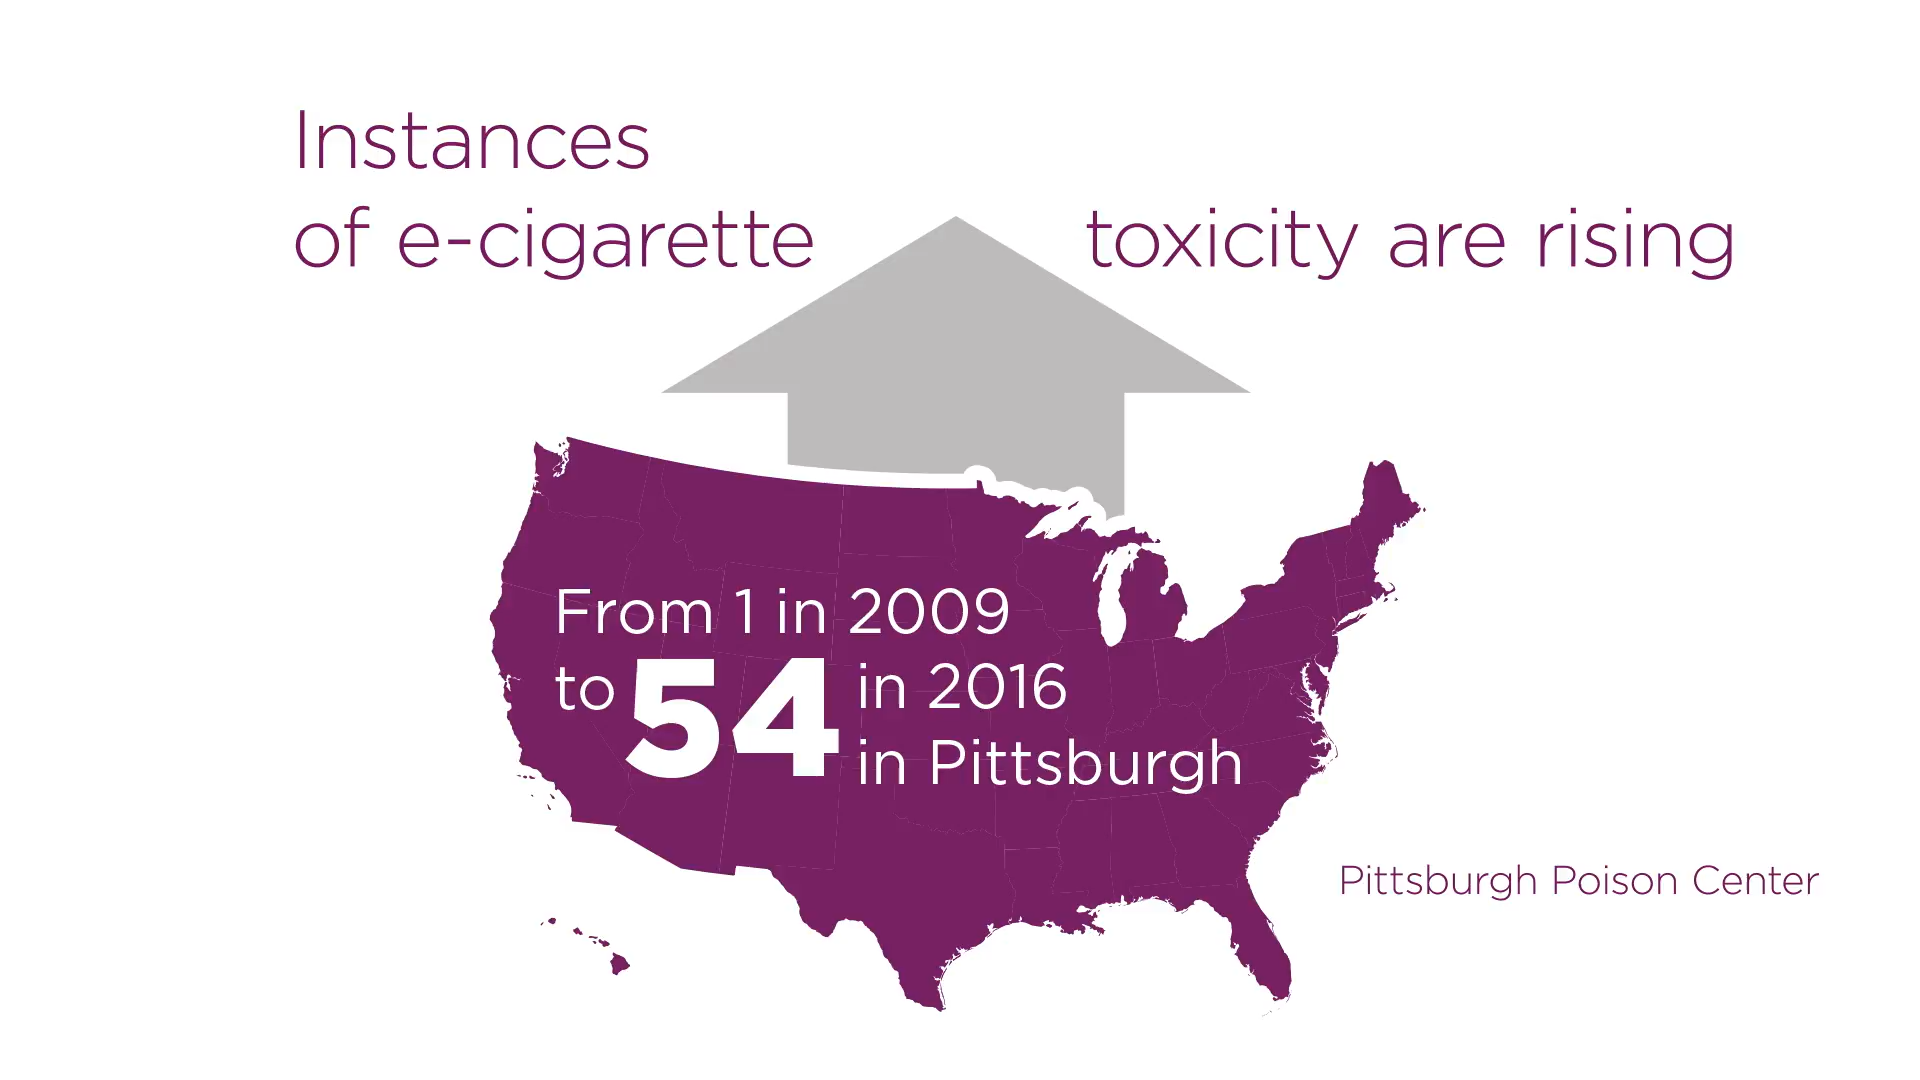 Instances
of e-cigarette toxicity are rising
From 1 in 2009
to 54 in 2016
in Pittsburgh
Pittsburgh Poison Center